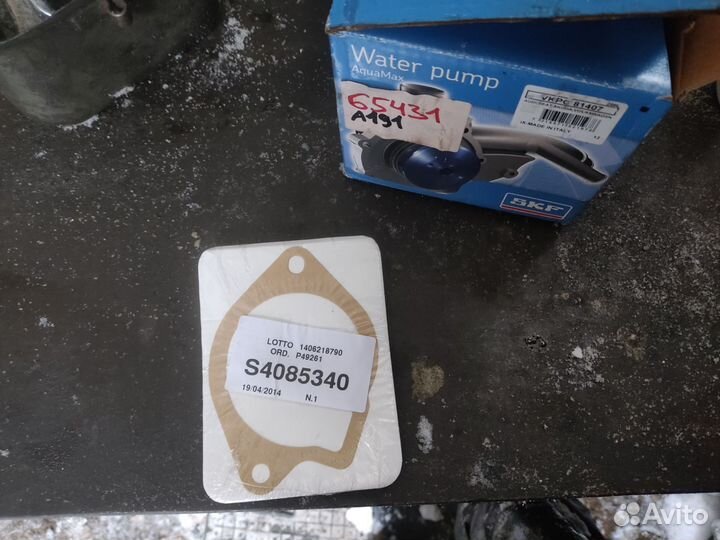 Water pump
AquaMax
65431
A191
VKPC 81407
iX-MADE IN ITALY
SKF
LOTTO 1406218790
ORD. P49261
S4085340
19/04/2014 N.1
Avito